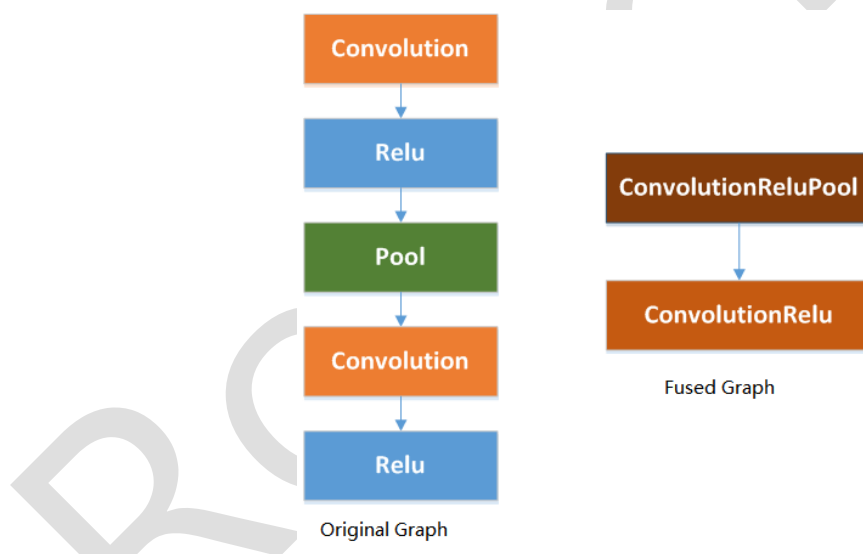 Convolution
Relu
Pool
Convolution
Relu
Original Graph
ConvolutionReluPool
ConvolutionRelu
Fused Graph